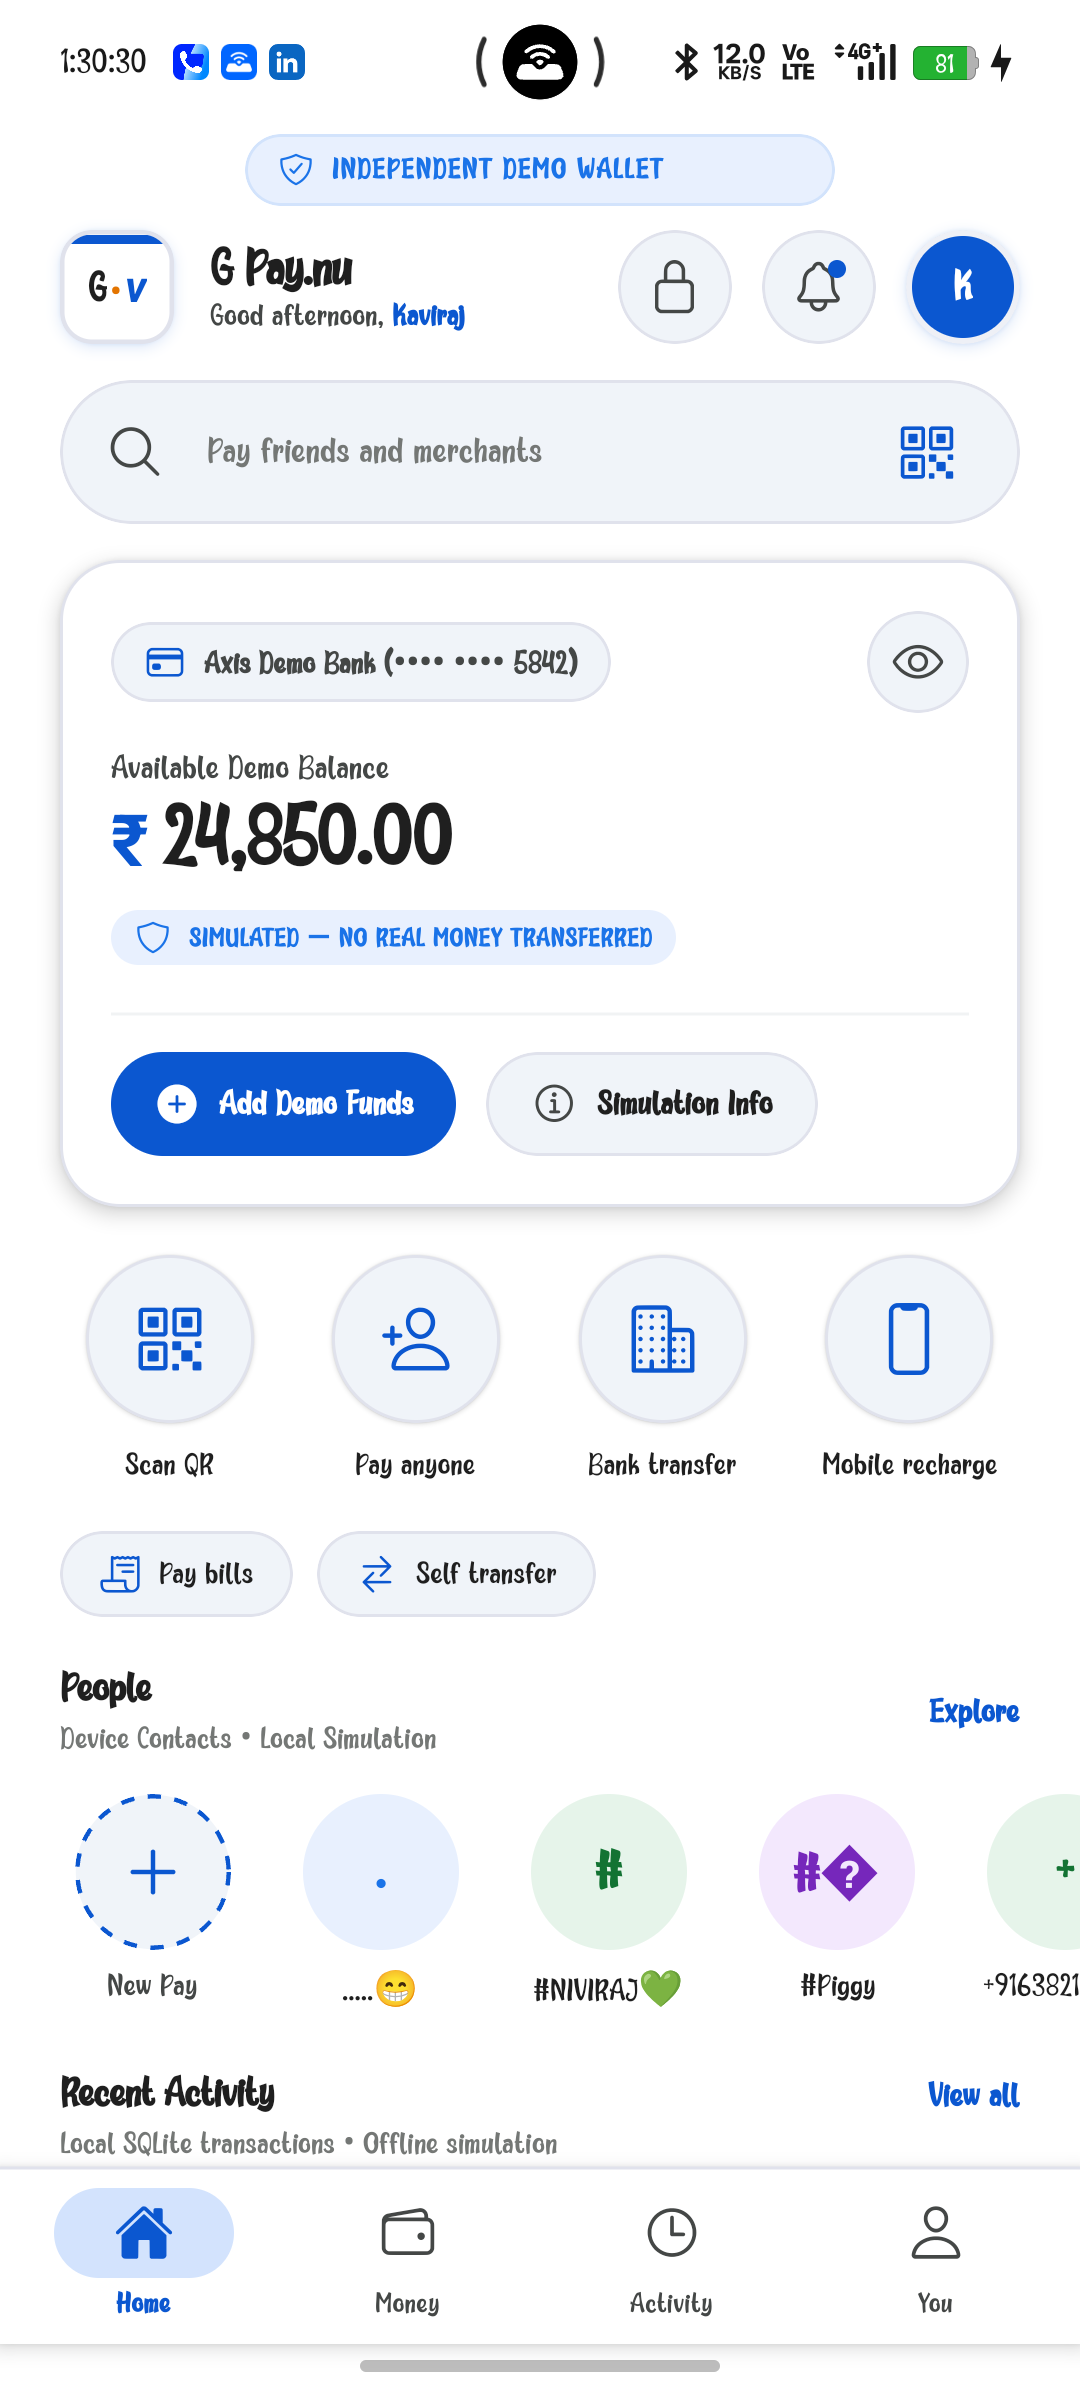 1:30:30
12.0 KB/S
Vo LTE
4G+
81
INDEPENDENT DEMO WALLET
G·v
G Pay.nu
Good afternoon, Kaviraj
K
Pay friends and merchants
Axis Demo Bank (•••• •••• 5842)
Available Demo Balance
₹ 24,850.00
SIMULATED — NO REAL MONEY TRANSFERRED
Add Demo Funds
Simulation Info
Scan QR
Pay anyone
Bank transfer
Mobile recharge
Pay bills
Self transfer
People
Explore
Device Contacts • Local Simulation
.
#
#�
+
New Pay
.....😁
#NIVIRAJ💚
#Piggy
+9163821
Recent Activity
View all
Local SQLite transactions • Offline simulation
Home
Money
Activity
You